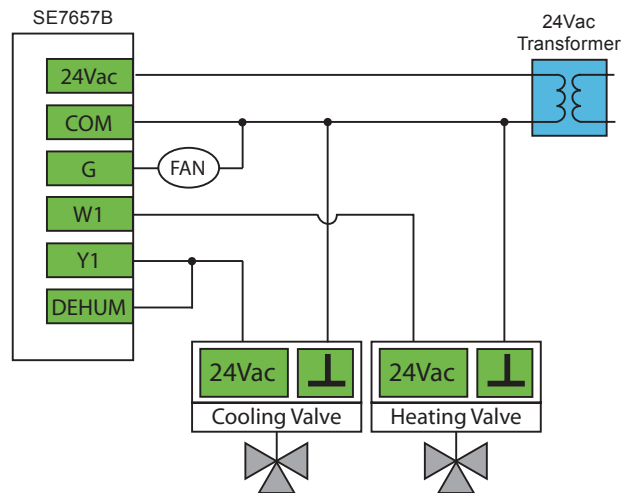 SE7657B
24Vac
Transformer
24Vac
COM
G
FAN
W1
Y1
DEHUM
24Vac
24Vac
Cooling Valve
Heating Valve